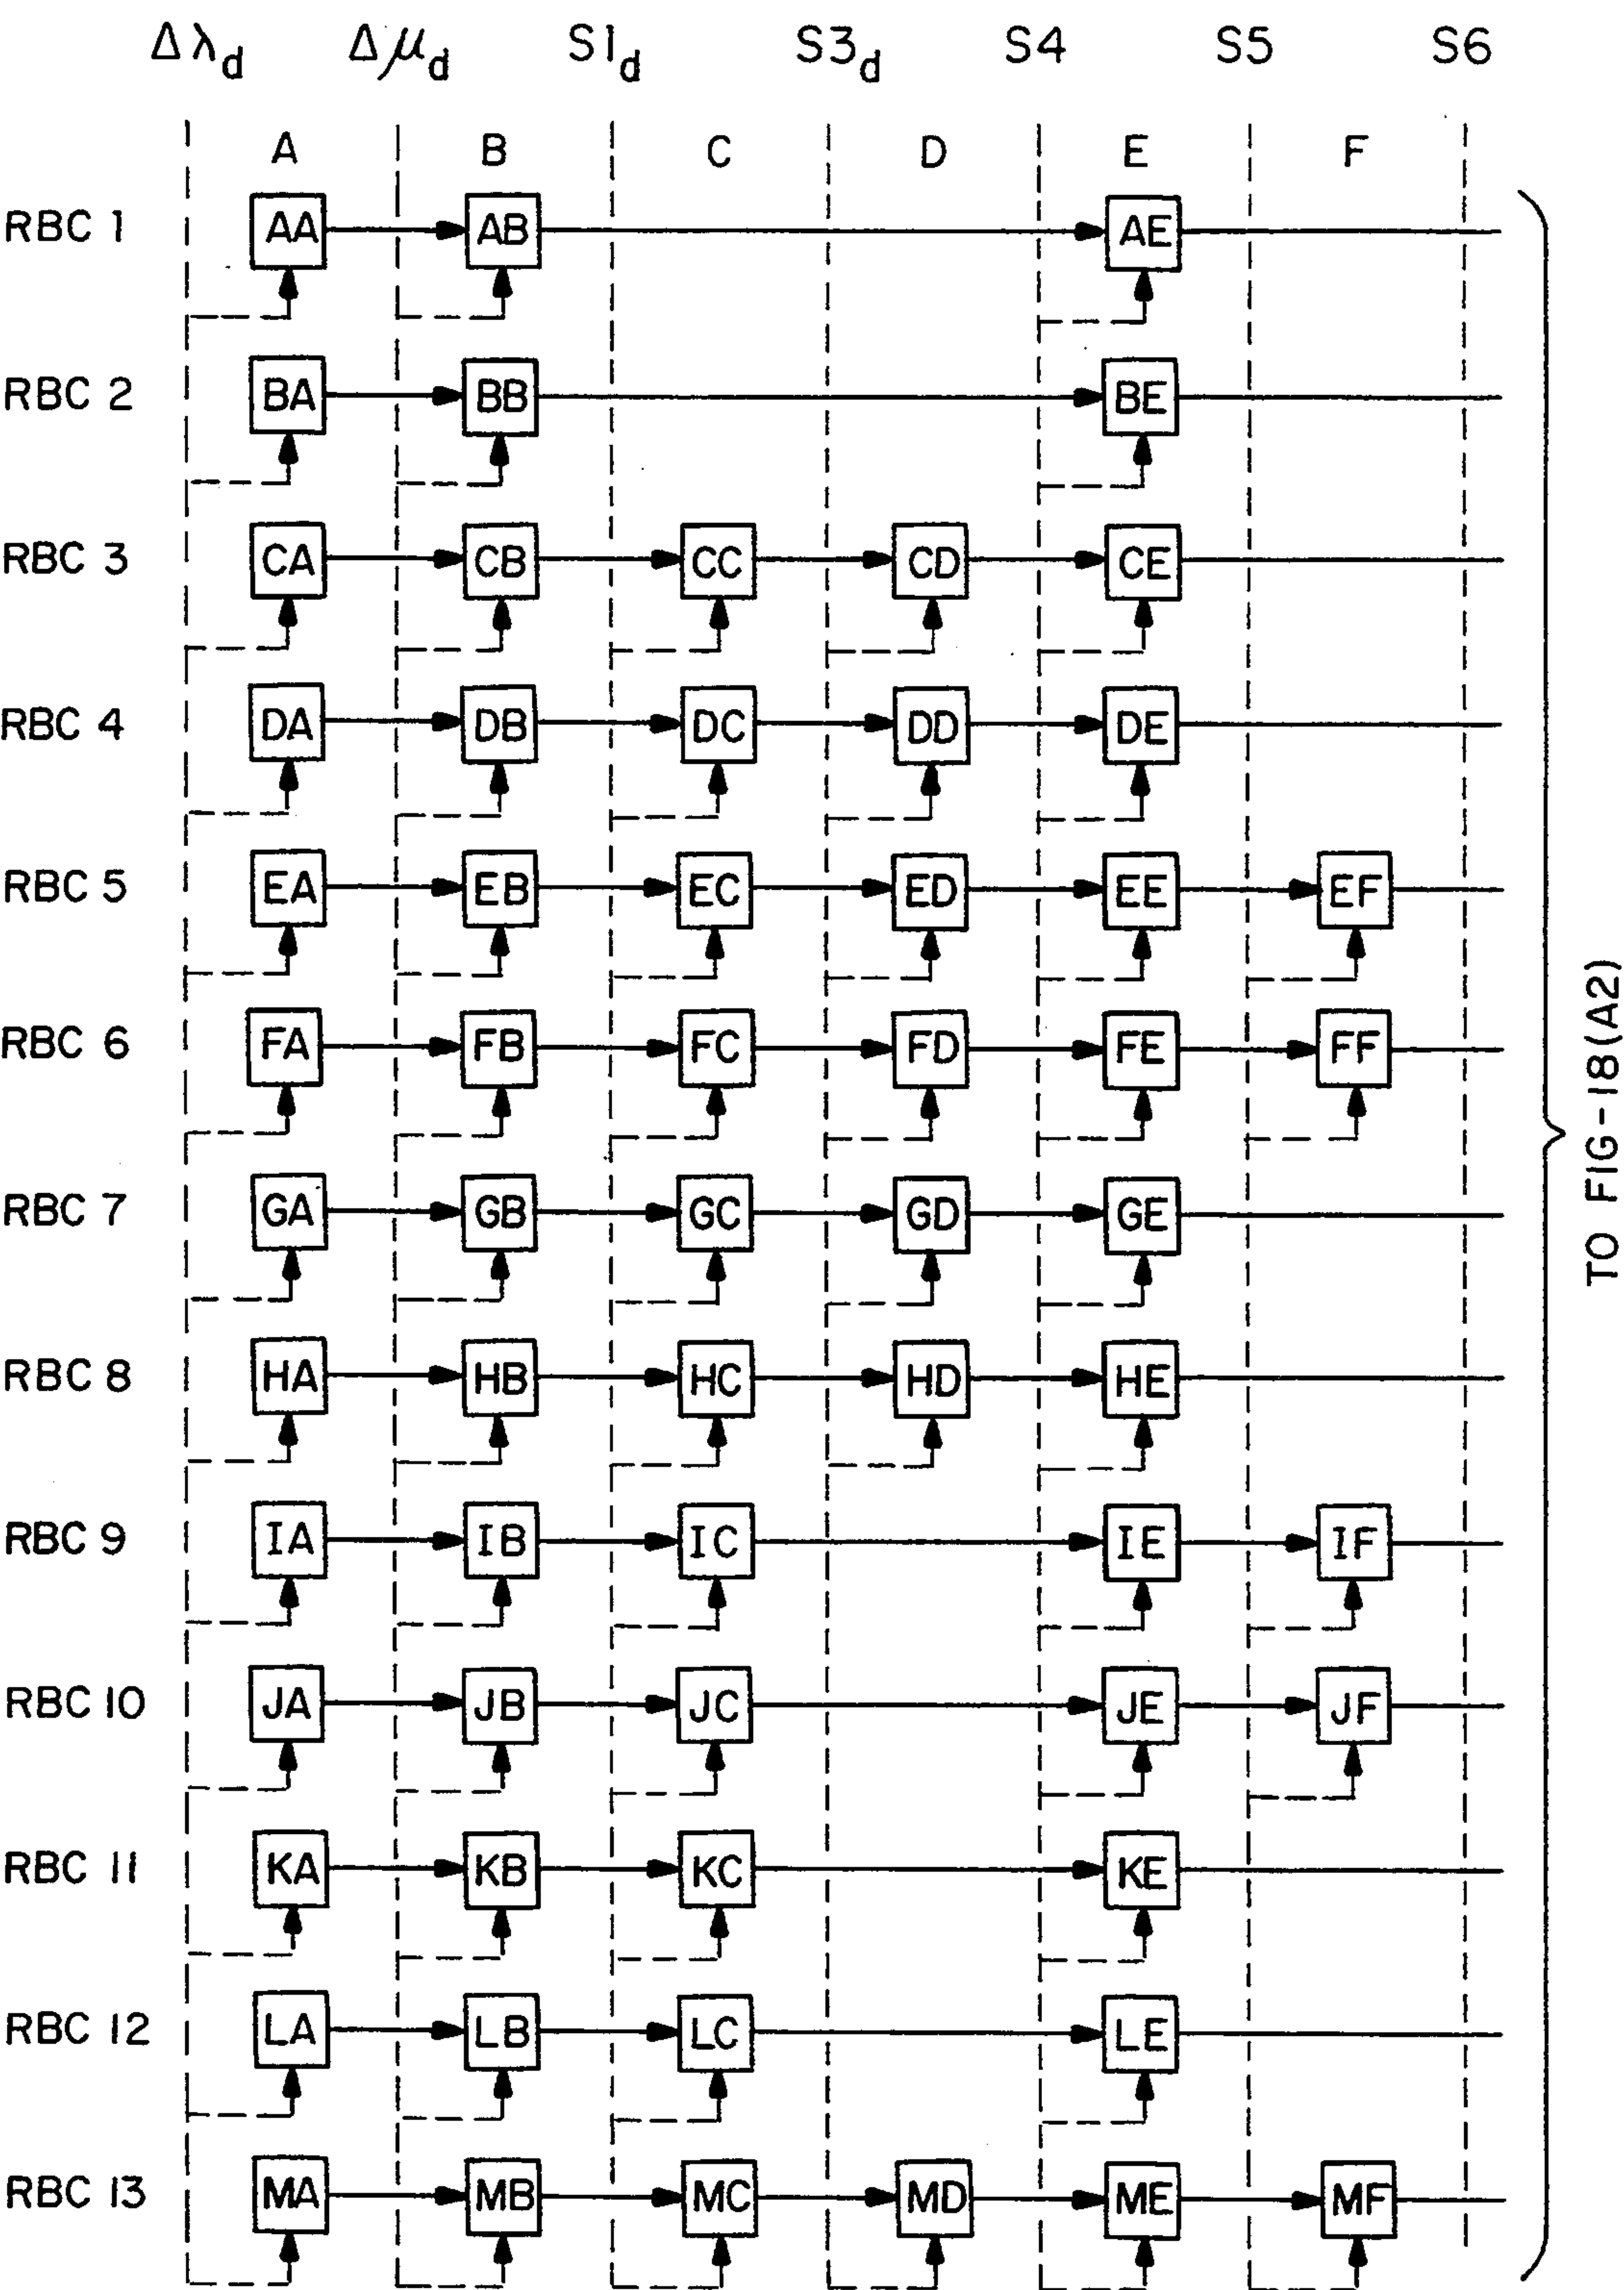 Δλd Δμd S1d S3d S4 S5 S6
A B C D E F
RBC 1 AA AB AE
RBC 2 BA BB BE
RBC 3 CA CB CC CD CE
RBC 4 DA DB DC DD DE
RBC 5 EA EB EC ED EE EF
RBC 6 FA FB FC FD FE FF
RBC 7 GA GB GC GD GE
RBC 8 HA HB HC HD HE
RBC 9 IA IB IC IE IF
RBC 10 JA JB JC JE JF
RBC 11 KA KB KC KE
RBC 12 LA LB LC LE
RBC 13 MA MB MC MD ME MF
TO FIG-18(A2)